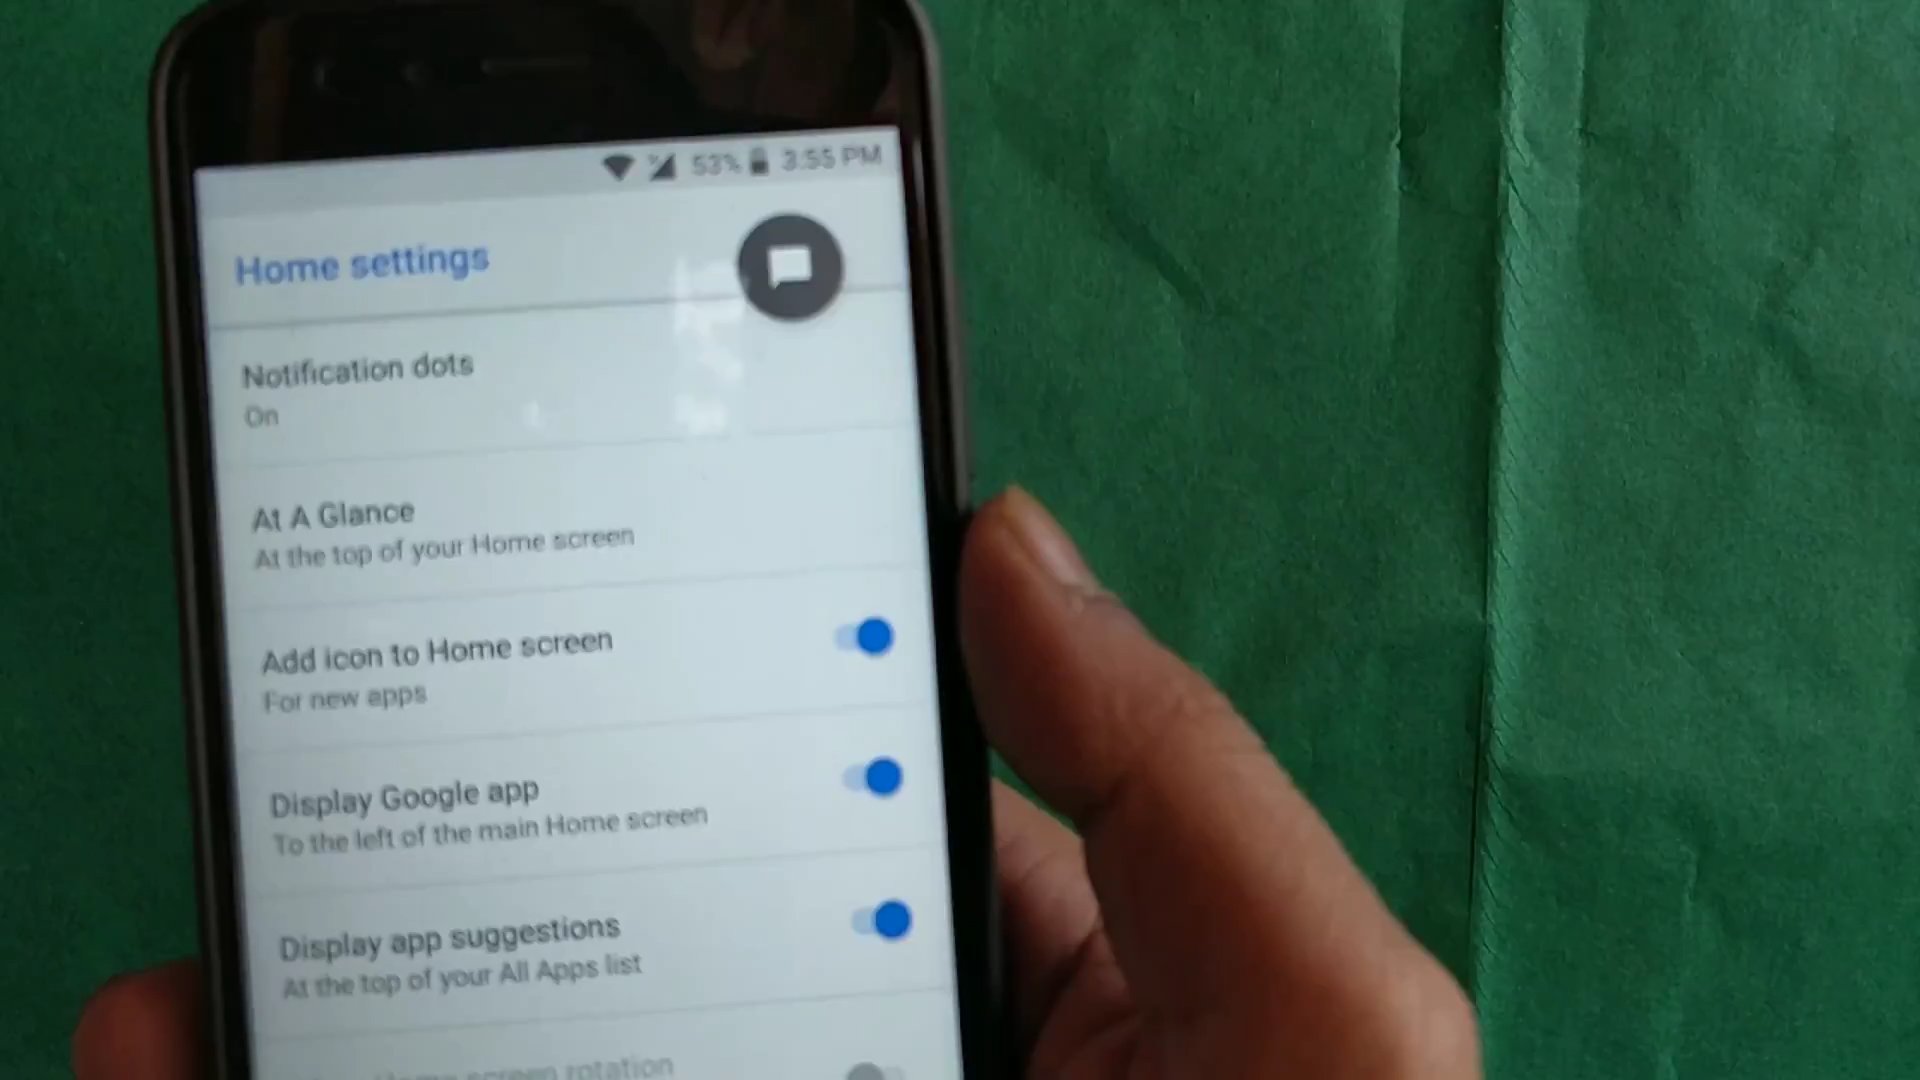 53% 3:55 PM
Home settings
Notification dots
On
At A Glance
At the top of your Home screen
Add icon to Home screen
For new apps
Display Google app
To the left of the main Home screen
Display app suggestions
At the top of your All Apps list
Home screen rotation